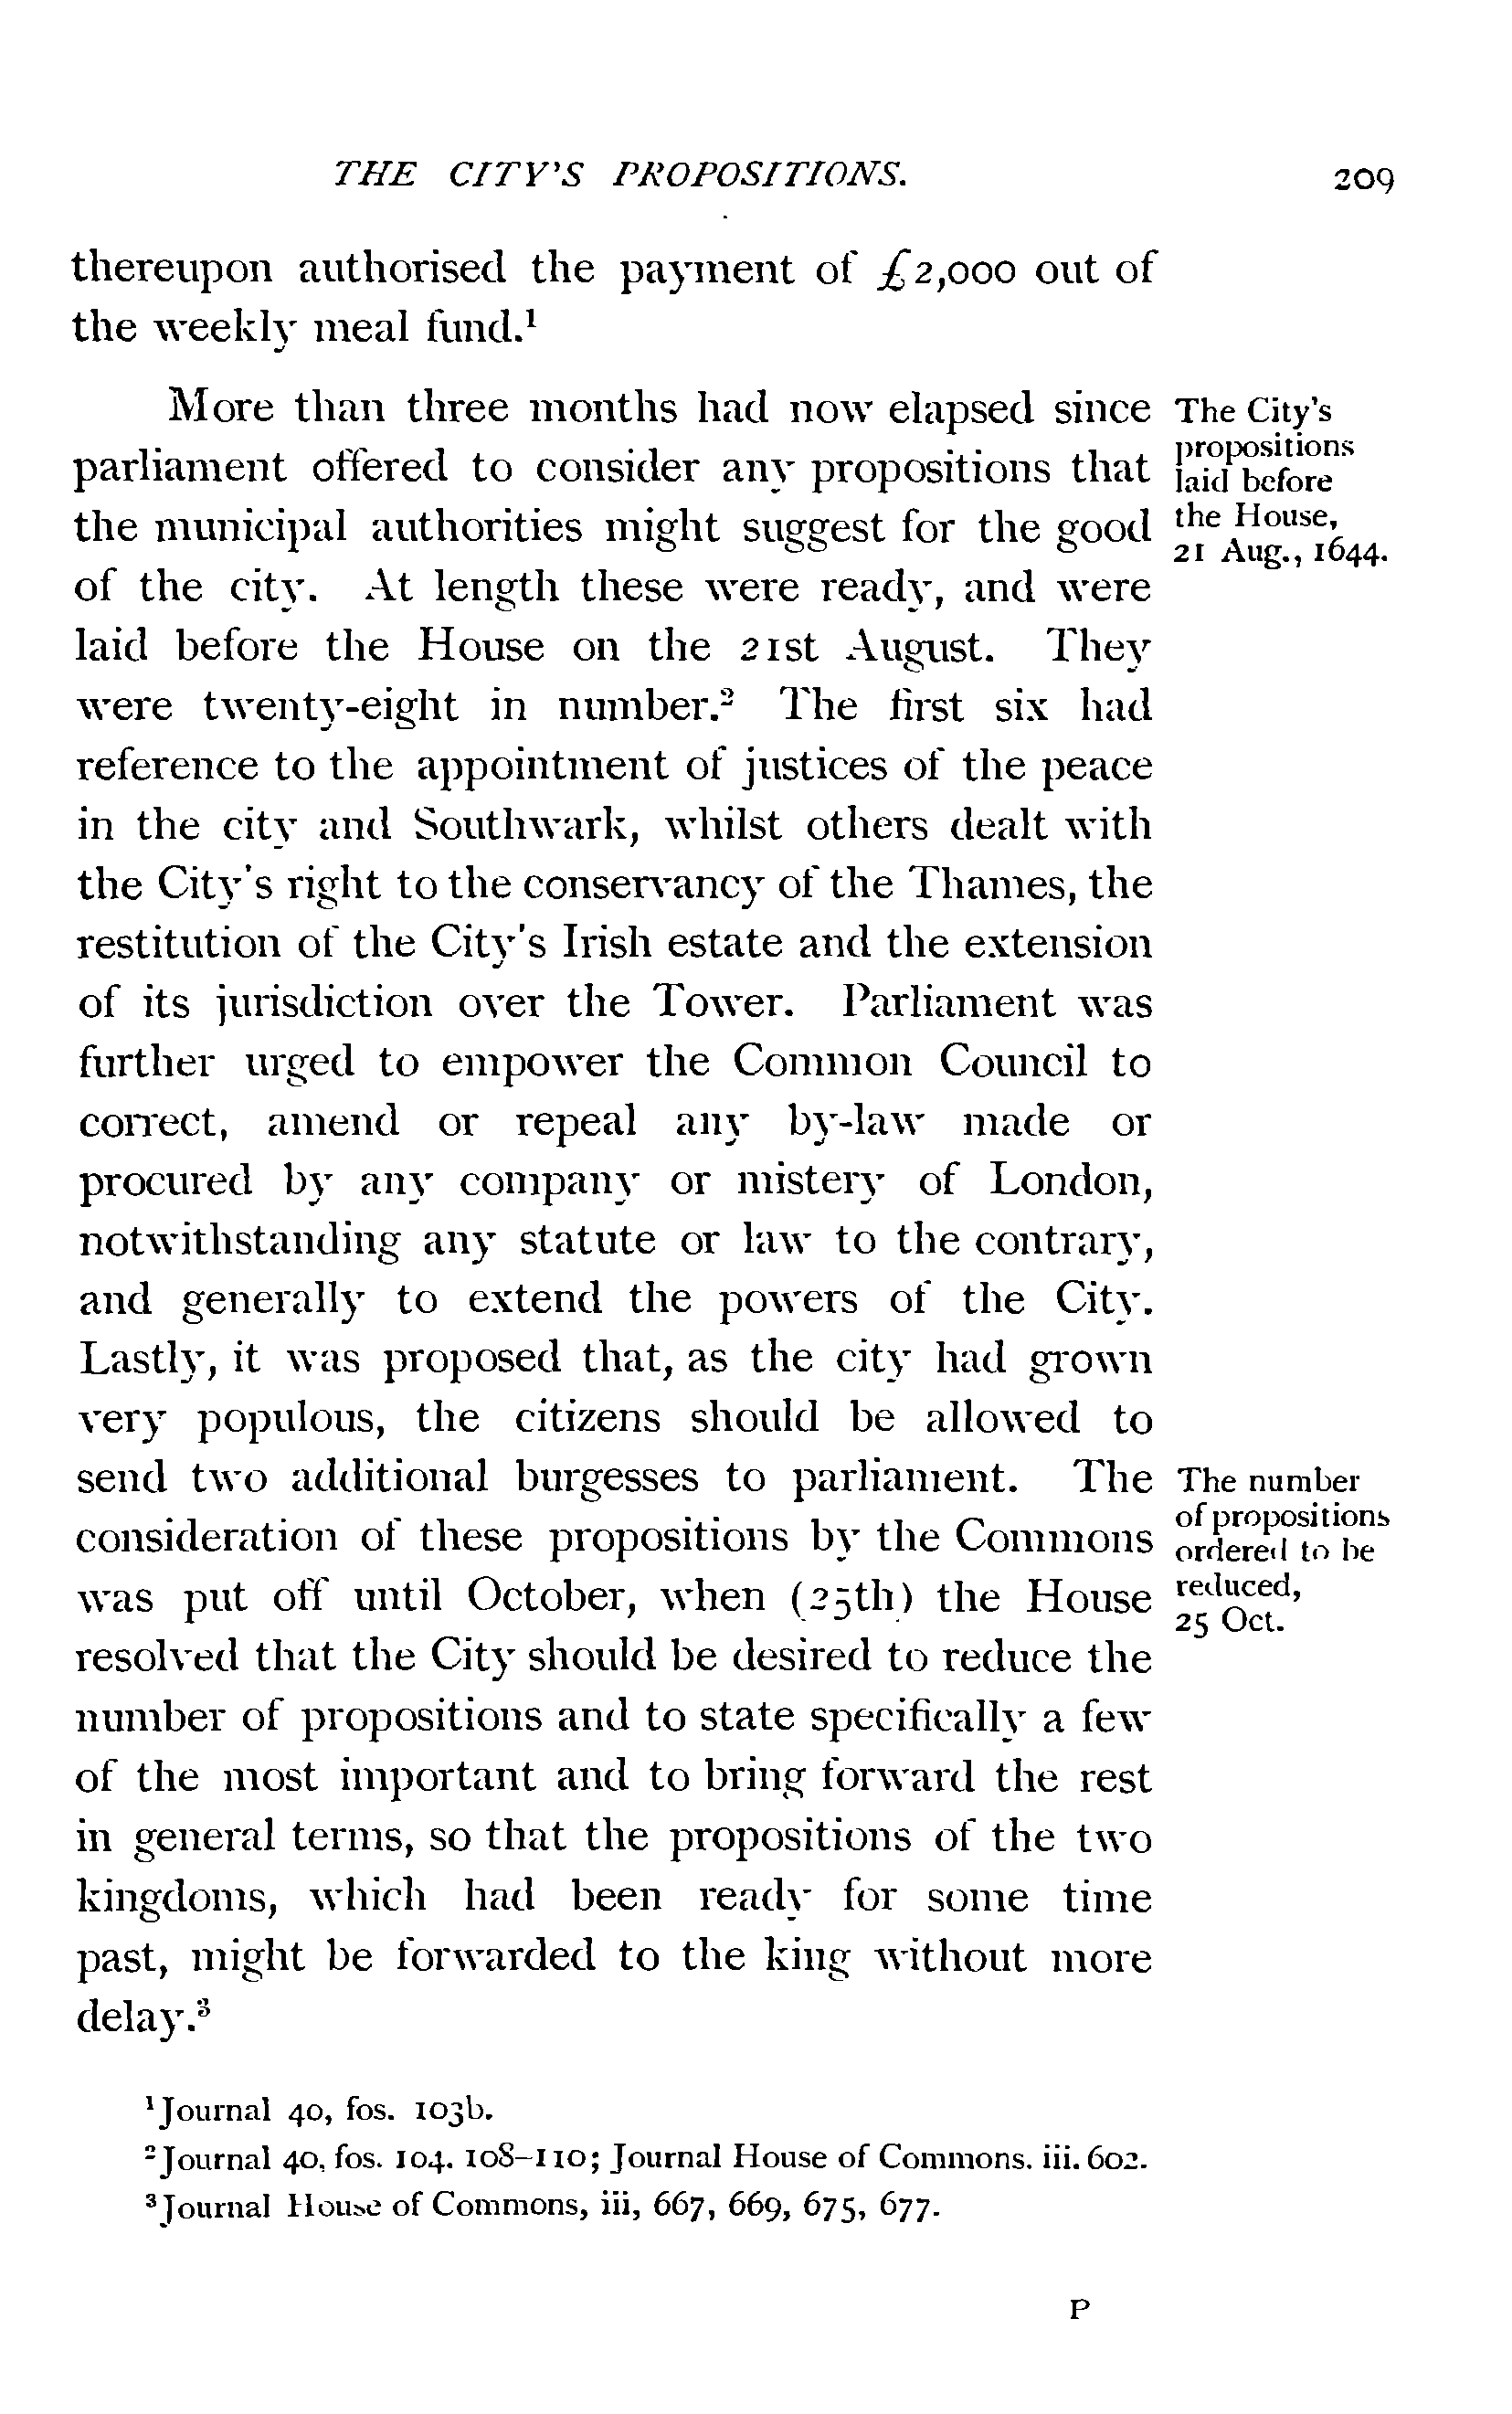 THE CITY'S PROPOSITIONS. 209
thereupon authorised the payment of £2,000 out of
the weekly meal fund.¹
More than three months had now elapsed since
parliament offered to consider any propositions that
the municipal authorities might suggest for the good
of the city. At length these were ready, and were
laid before the House on the 21st August. They
were twenty-eight in number.² The first six had
reference to the appointment of justices of the peace
in the city and Southwark, whilst others dealt with
the City's right to the conservancy of the Thames, the
restitution of the City's Irish estate and the extension
of its jurisdiction over the Tower. Parliament was
further urged to empower the Common Council to
correct, amend or repeal any by-law made or
procured by any company or mistery of London,
notwithstanding any statute or law to the contrary,
and generally to extend the powers of the City.
Lastly, it was proposed that, as the city had grown
very populous, the citizens should be allowed to
send two additional burgesses to parliament. The
consideration of these propositions by the Commons
was put off until October, when (25th) the House
resolved that the City should be desired to reduce the
number of propositions and to state specifically a few
of the most important and to bring forward the rest
in general terms, so that the propositions of the two
kingdoms, which had been ready for some time
past, might be forwarded to the king without more
delay.³
The City's
propositions
laid before
the House,
21 Aug., 1644.
The number
of propositions
ordered to be
reduced,
25 Oct.
¹ Journal 40, fos. 103b.
² Journal 40, fos. 104. 108–110; Journal House of Commons. iii. 602.
³ Journal House of Commons, iii, 667, 669, 675, 677.
P